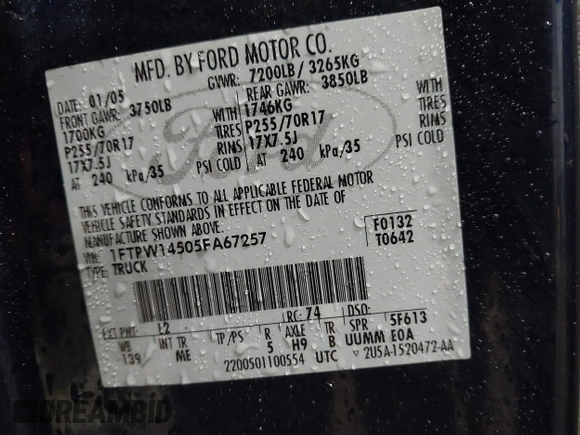 MFD. BY FORD MOTOR CO.
DATE: 01/05 GVWR: 7200LB / 3265KG
FRONT GAWR: 3750LB REAR GAWR: 3850LB
1700KG 1746KG
P255/70R17 TIRES P255/70R17 TIRES
17X7.5J RIMS 17X7.5J RIMS
AT 240 kPa/35 PSI COLD AT 240 kPa/35 PSI COLD
Ford
THIS VEHICLE CONFORMS TO ALL APPLICABLE FEDERAL MOTOR
VEHICLE SAFETY STANDARDS IN EFFECT ON THE DATE OF
MANUFACTURE SHOWN ABOVE.
VIN: 1FTPW14505FA67257 F0132
TYPE: TRUCK T0642
EXT PNT: L2 RC: 74 DSO:
WB INT TR TP/PS R AXLE TR SPR 5F613
139 ME 5 H9 B UUMM E0A
2200501100554 UTC 2U5A-1520472-AA
DREAMBID